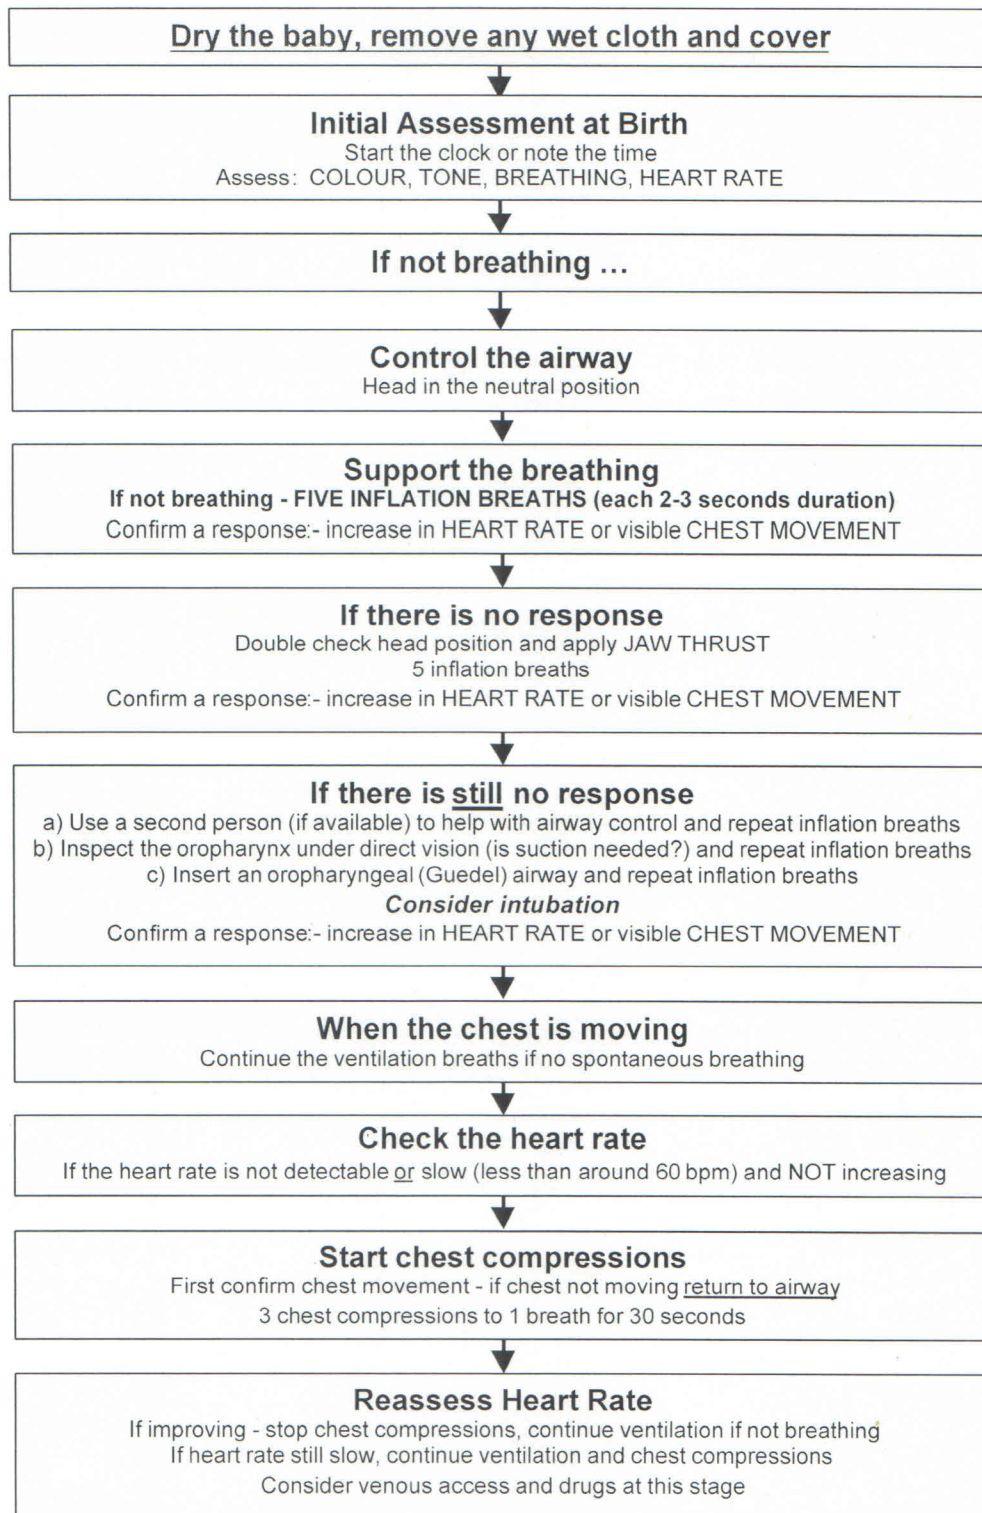 Dry the baby, remove any wet cloth and cover
Initial Assessment at Birth
Start the clock or note the time
Assess: COLOUR, TONE, BREATHING, HEART RATE
If not breathing ...
Control the airway
Head in the neutral position
Support the breathing
If not breathing - FIVE INFLATION BREATHS (each 2-3 seconds duration)
Confirm a response:- increase in HEART RATE or visible CHEST MOVEMENT
If there is no response
Double check head position and apply JAW THRUST
5 inflation breaths
Confirm a response:- increase in HEART RATE or visible CHEST MOVEMENT
If there is still no response
a) Use a second person (if available) to help with airway control and repeat inflation breaths
b) Inspect the oropharynx under direct vision (is suction needed?) and repeat inflation breaths
c) Insert an oropharyngeal (Guedel) airway and repeat inflation breaths
Consider intubation
Confirm a response:- increase in HEART RATE or visible CHEST MOVEMENT
When the chest is moving
Continue the ventilation breaths if no spontaneous breathing
Check the heart rate
If the heart rate is not detectable or slow (less than around 60 bpm) and NOT increasing
Start chest compressions
First confirm chest movement - if chest not moving return to airway
3 chest compressions to 1 breath for 30 seconds
Reassess Heart Rate
If improving - stop chest compressions, continue ventilation if not breathing
If heart rate still slow, continue ventilation and chest compressions
Consider venous access and drugs at this stage